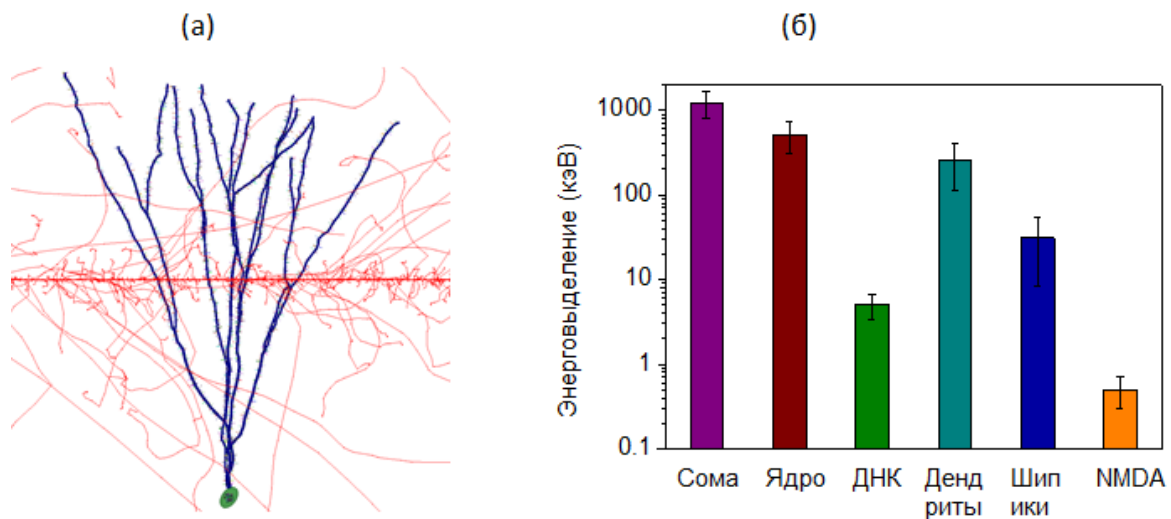 (а)
(б)
Энерговыделение (кэВ)
1000
100
10
1
0.1
Сома
Ядро
ДНК
Денд
риты
Шип
ики
NMDA